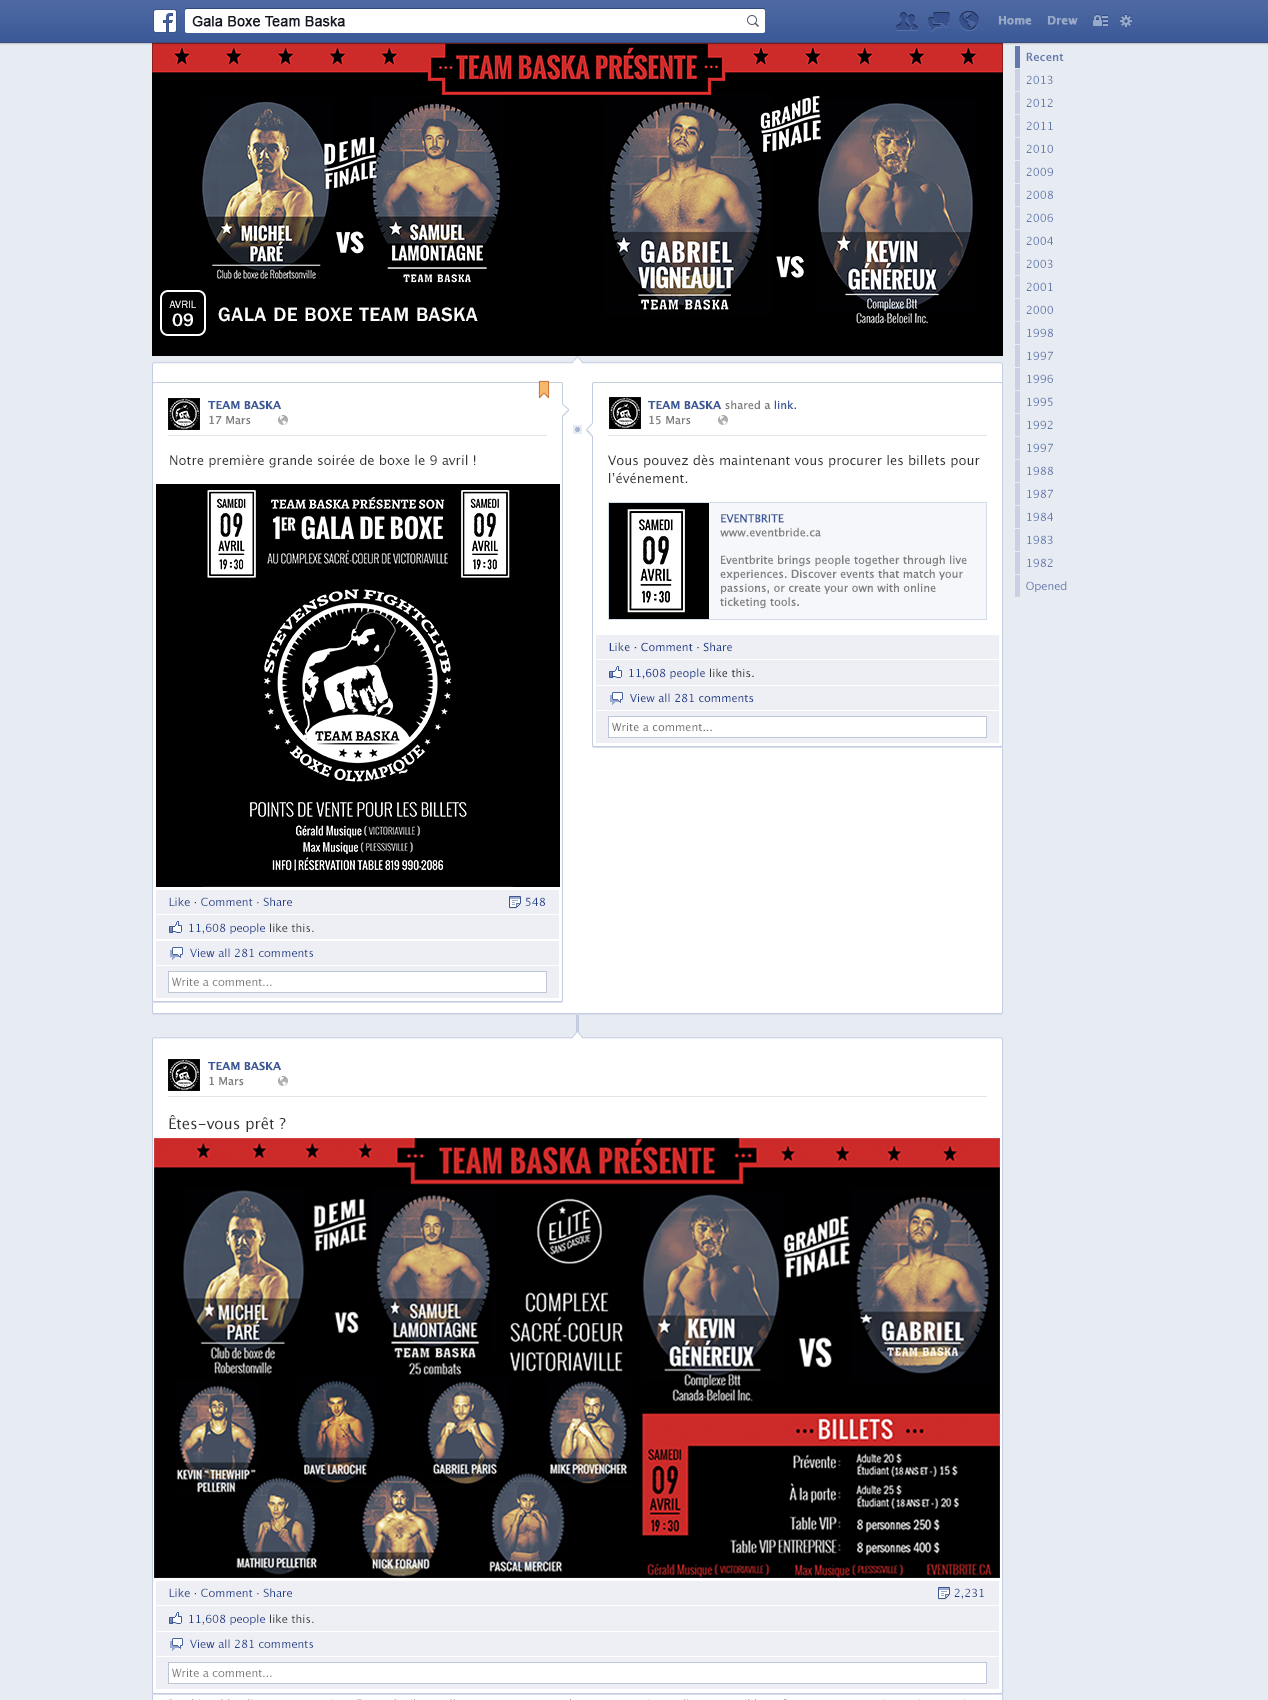 Gala Boxe Team Baska
Home
Drew
TEAM BASKA PRÉSENTE
DEMI
FINALE
GRANDE
FINALE
MICHEL
PARÉ
Club de boxe de Robertsonville
VS
SAMUEL
LAMONTAGNE
TEAM BASKA
GABRIEL
VIGNEAULT
TEAM BASKA
VS
KEVIN
GÉNÉREUX
Complexe Btt
Canada-Beloeil Inc.
AVRIL
09
GALA DE BOXE TEAM BASKA
Recent
2013
2012
2011
2010
2009
2008
2006
2004
2003
2001
2000
1998
1997
1996
1995
1992
1997
1988
1987
1984
1983
1982
Opened
TEAM BASKA
17 Mars
Notre première grande soirée de boxe le 9 avril !
SAMEDI
09
AVRIL
19:30
TEAM BASKA PRÉSENTE SON
1ER GALA DE BOXE
AU COMPLEXE SACRÉ-COEUR DE VICTORIAVILLE
SAMEDI
09
AVRIL
19:30
STEVENSON FIGHTCLUB
TEAM BASKA
BOXE OLYMPIQUE
POINTS DE VENTE POUR LES BILLETS
Gérald Musique ( VICTORIAVILLE )
Max Musique ( PLESSISVILLE )
INFO | RÉSERVATION TABLE 819 990-2086
Like · Comment · Share
548
11,608 people like this.
View all 281 comments
Write a comment...
TEAM BASKA shared a link.
15 Mars
Vous pouvez dès maintenant vous procurer les billets pour
l'événement.
SAMEDI
09
AVRIL
19:30
EVENTBRITE
www.eventbride.ca
Eventbrite brings people together through live
experiences. Discover events that match your
passions, or create your own with online
ticketing tools.
Like · Comment · Share
11,608 people like this.
View all 281 comments
Write a comment...
TEAM BASKA
1 Mars
Êtes-vous prêt ?
TEAM BASKA PRÉSENTE
DEMI
FINALE
MICHEL
PARÉ
Club de boxe de
Roberstonville
VS
SAMUEL
LAMONTAGNE
TEAM BASKA
25 combats
ELITE
SANS CASQUE
COMPLEXE
SACRÉ-COEUR
VICTORIAVILLE
GRANDE
FINALE
KEVIN
GÉNÉREUX
Complexe Btt
Canada-Beloeil Inc.
VS
GABRIEL
TEAM BASKA
KEVIN "THEWHIP"
PELLERIN
DAVE LAROCHE
GABRIEL PARIS
MIKE PROVENCHER
MATHIEU PELLETIER
NICK FORAND
PASCAL MERCIER
BILLETS
SAMEDI
09
AVRIL
19:30
Prévente : Adulte 20 $
Étudiant (18 ANS ET -) 15 $
À la porte : Adulte 25 $
Étudiant (18 ANS ET -) 20 $
Table VIP : 8 personnes 250 $
Table VIP ENTREPRISE : 8 personnes 400 $
Gérald Musique ( VICTORIAVILLE )
Max Musique ( PLESSISVILLE )
EVENTBRITE.CA
Like · Comment · Share
2,231
11,608 people like this.
View all 281 comments
Write a comment...